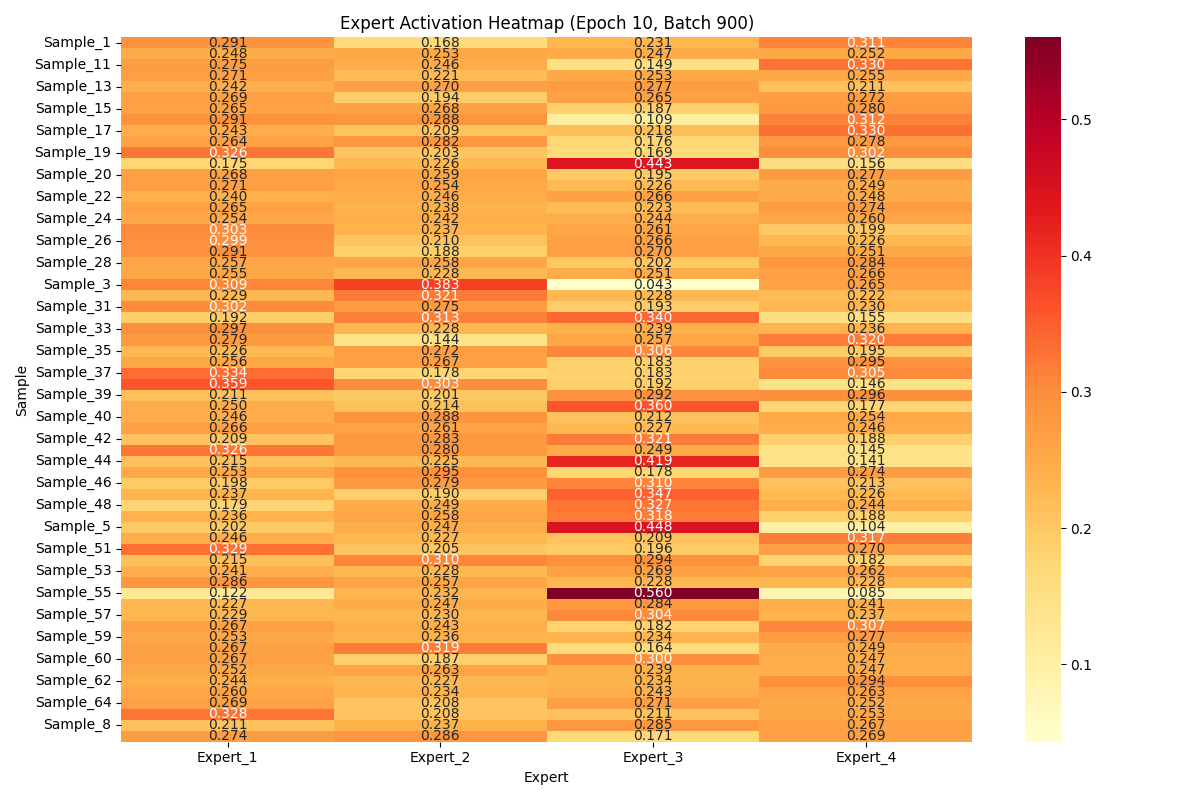 Expert Activation Heatmap (Epoch 10, Batch 900)
Sample_1 0.291 0.168 0.231 0.311
0.248 0.253 0.247 0.252
Sample_11 0.275 0.246 0.149 0.330
0.271 0.221 0.253 0.255
Sample_13 0.242 0.270 0.277 0.211
0.269 0.194 0.265 0.272
Sample_15 0.265 0.268 0.187 0.280
0.291 0.288 0.109 0.312
Sample_17 0.243 0.209 0.218 0.330
0.264 0.282 0.176 0.278
Sample_19 0.326 0.203 0.169 0.302
0.175 0.226 0.443 0.156
Sample_20 0.268 0.259 0.195 0.277
0.271 0.254 0.226 0.249
Sample_22 0.240 0.246 0.266 0.248
0.265 0.238 0.223 0.274
Sample_24 0.254 0.242 0.244 0.260
0.303 0.237 0.261 0.199
Sample_26 0.299 0.210 0.266 0.226
0.291 0.188 0.270 0.251
Sample_28 0.257 0.258 0.202 0.284
0.255 0.228 0.251 0.266
Sample_3 0.309 0.383 0.043 0.265
0.229 0.321 0.228 0.222
Sample_31 0.302 0.275 0.193 0.230
0.192 0.313 0.340 0.155
Sample_33 0.297 0.228 0.239 0.236
0.279 0.144 0.257 0.320
Sample_35 0.226 0.272 0.306 0.195
0.256 0.267 0.183 0.295
Sample_37 0.334 0.178 0.183 0.305
0.359 0.303 0.192 0.146
Sample_39 0.211 0.201 0.292 0.296
0.250 0.214 0.360 0.177
Sample_40 0.246 0.288 0.212 0.254
0.266 0.261 0.227 0.246
Sample_42 0.209 0.283 0.321 0.188
0.326 0.280 0.249 0.145
Sample_44 0.215 0.225 0.419 0.141
0.253 0.295 0.178 0.274
Sample_46 0.198 0.279 0.310 0.213
0.237 0.190 0.347 0.226
Sample_48 0.179 0.249 0.327 0.244
0.236 0.258 0.318 0.188
Sample_5 0.202 0.247 0.448 0.104
0.246 0.227 0.209 0.317
Sample_51 0.329 0.205 0.196 0.270
0.215 0.310 0.294 0.182
Sample_53 0.241 0.228 0.269 0.262
0.286 0.257 0.228 0.228
Sample_55 0.122 0.232 0.560 0.085
0.227 0.247 0.284 0.241
Sample_57 0.229 0.230 0.304 0.237
0.267 0.243 0.182 0.307
Sample_59 0.253 0.236 0.234 0.277
0.267 0.319 0.164 0.249
Sample_60 0.267 0.187 0.300 0.247
0.252 0.263 0.239 0.247
Sample_62 0.244 0.227 0.234 0.294
0.260 0.234 0.243 0.263
Sample_64 0.269 0.208 0.271 0.252
0.328 0.208 0.211 0.253
Sample_8 0.211 0.237 0.285 0.267
0.274 0.286 0.171 0.269
Expert_1 Expert_2 Expert_3 Expert_4
Expert
Sample
0.5
0.4
0.3
0.2
0.1